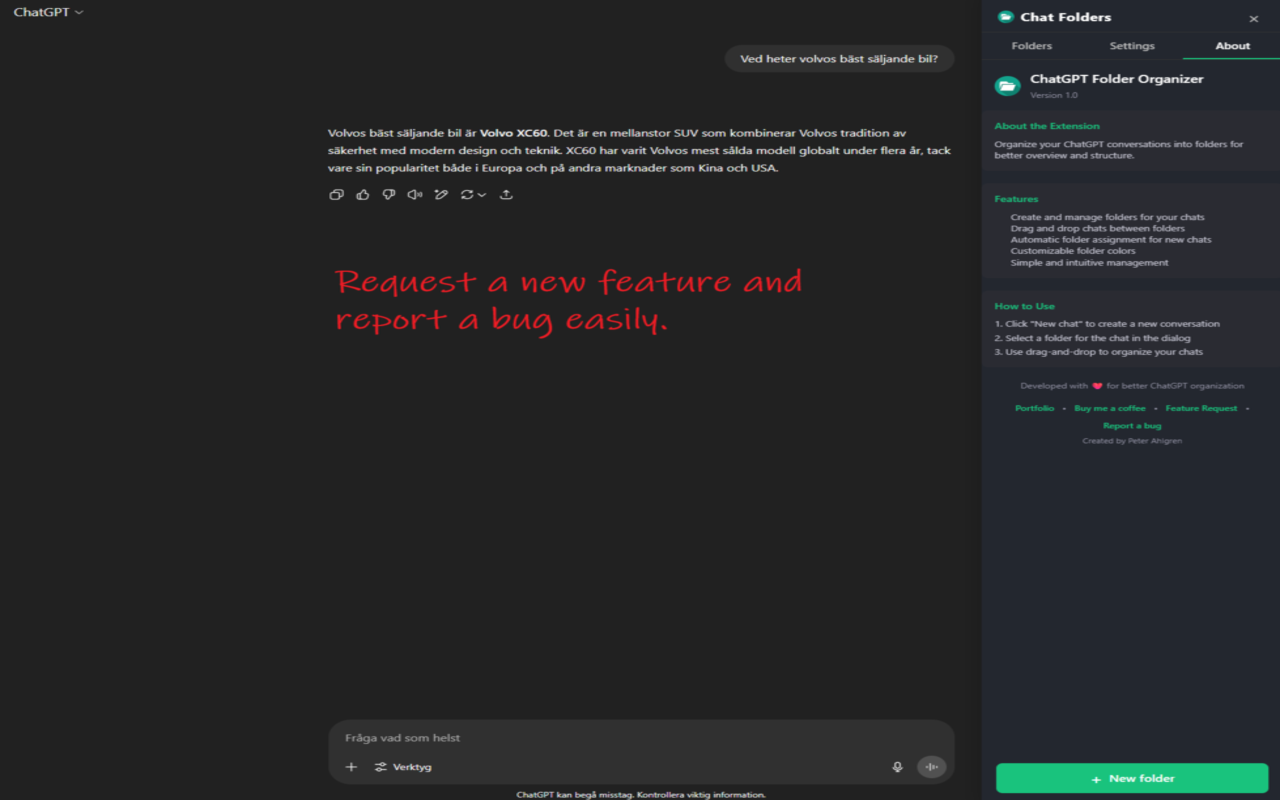 ChatGPT
Ved heter volvos bäst säljande bil?
Volvos bäst säljande bil är Volvo XC60. Det är en mellanstor SUV som kombinerar Volvos tradition av
säkerhet med modern design och teknik. XC60 har varit Volvos mest sålda modell globalt under flera år, tack
vare sin popularitet både i Europa och på andra marknader som Kina och USA.
Request a new feature and
report a bug easily.
Fråga vad som helst
Verktyg
ChatGPT kan begå misstag. Kontrollera viktig information.
Chat Folders
Folders Settings About
ChatGPT Folder Organizer
Version 1.0
About the Extension
Organize your ChatGPT conversations into folders for
better overview and structure.
Features
Create and manage folders for your chats
Drag and drop chats between folders
Automatic folder assignment for new chats
Customizable folder colors
Simple and intuitive management
How to Use
1. Click "New chat" to create a new conversation
2. Select a folder for the chat in the dialog
3. Use drag-and-drop to organize your chats
Developed with ❤️ for better ChatGPT organization
Portfolio • Buy me a coffee • Feature Request •
Report a bug
Created by Peter Ahlgren
+ New folder